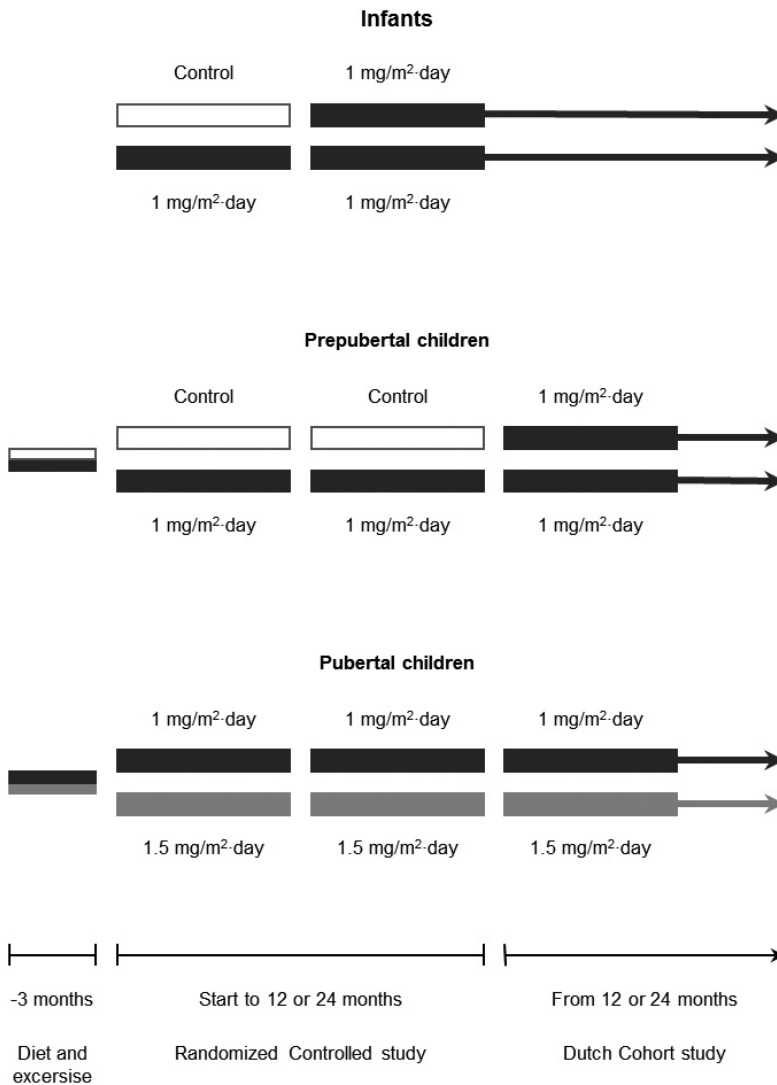 Infants
Control 1 mg/m²·day
1 mg/m²·day 1 mg/m²·day
Prepubertal children
Control Control 1 mg/m²·day
1 mg/m²·day 1 mg/m²·day 1 mg/m²·day
Pubertal children
1 mg/m²·day 1 mg/m²·day 1 mg/m²·day
1.5 mg/m²·day 1.5 mg/m²·day 1.5 mg/m²·day
-3 months Start to 12 or 24 months From 12 or 24 months
Diet and Randomized Controlled study Dutch Cohort study
excersise